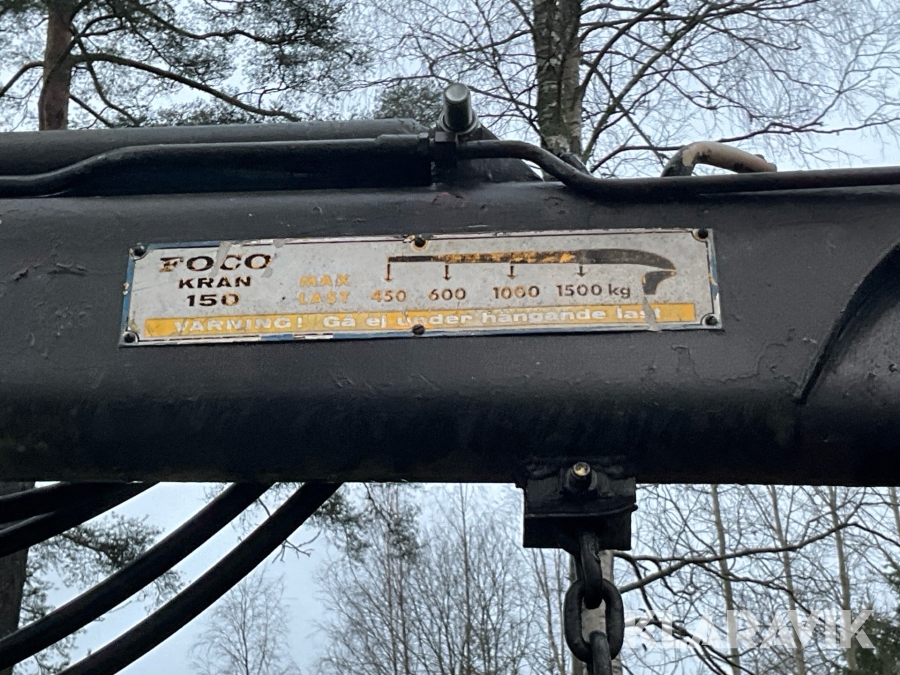 FOCO
KRAN
150
MAX
LAST 450 600 1000 1500 kg
VARNING! Gå ej under hängande last
KLARAVIK